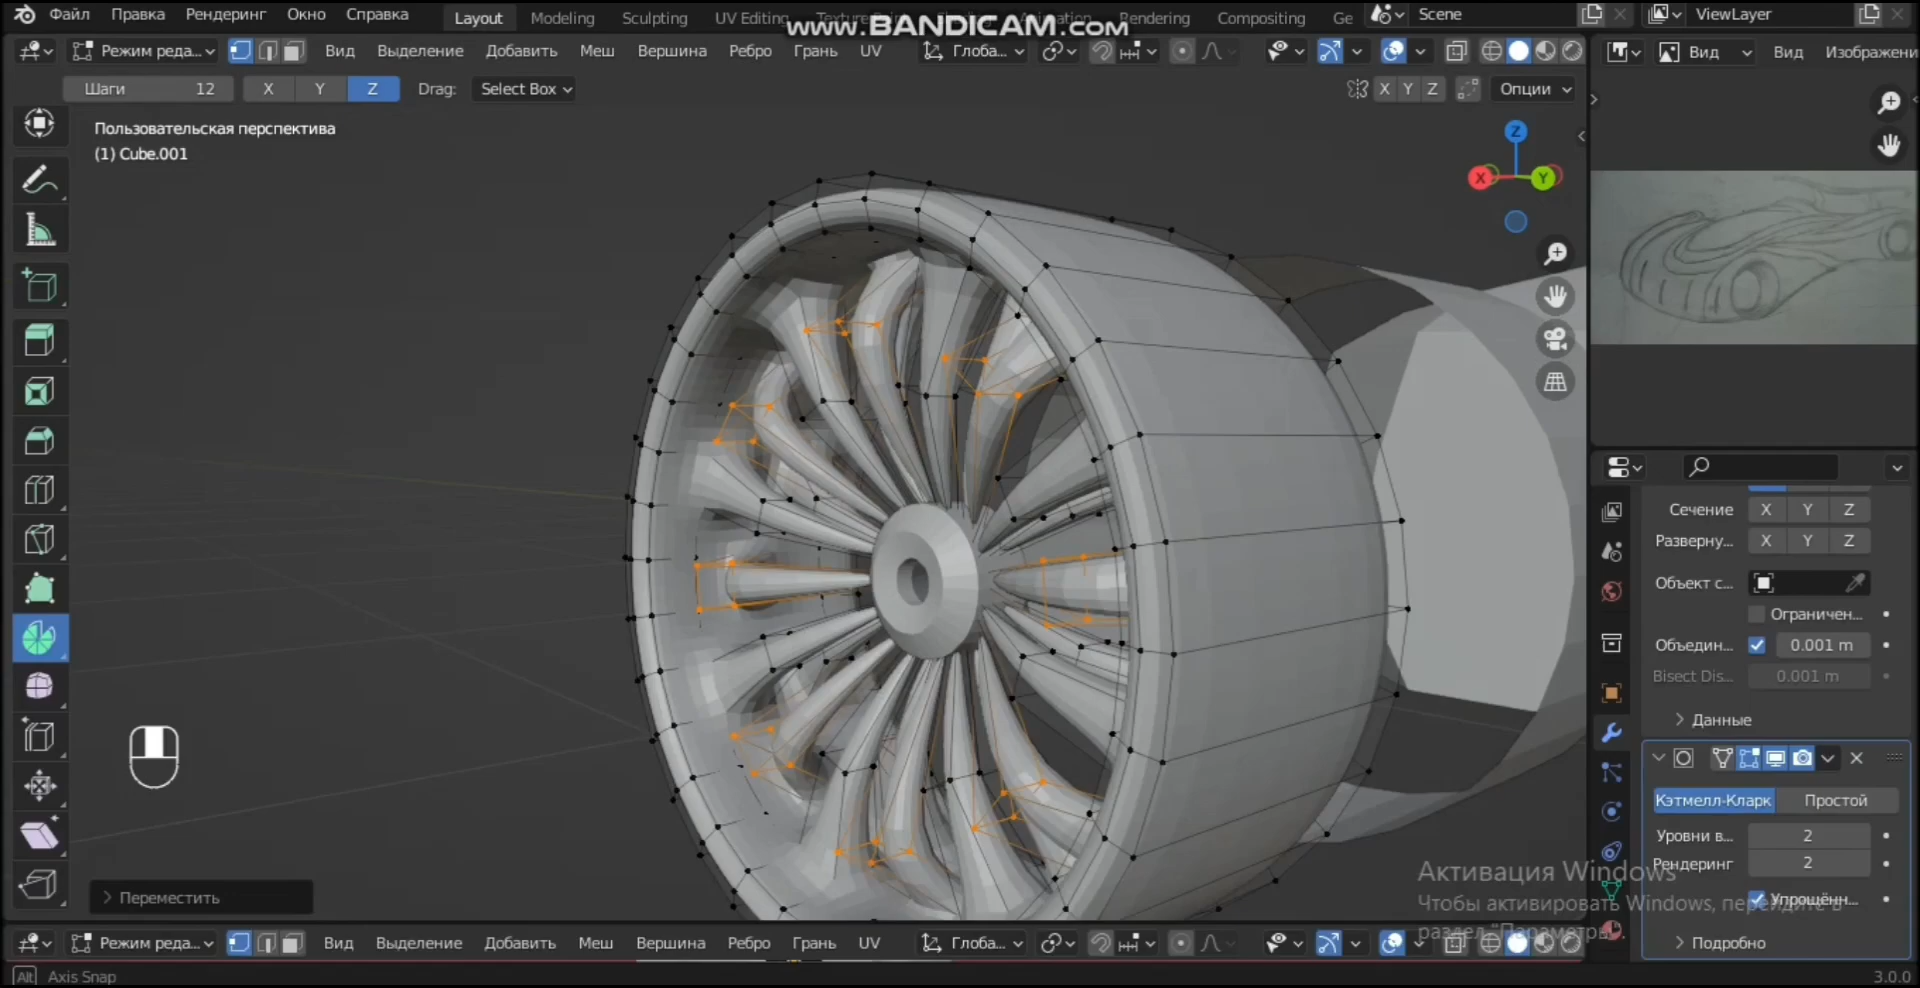 Файл Правка Рендеринг Окно Справка Layout Modeling Sculpting UV Editing Rendering Compositing Ge Scene ViewLayer
www.BANDICAM.com
Режим реда... Вид Выделение Добавить Меш Вершина Ребро Грань UV Глоба... Вид Вид Изображени
Шаги 12 X Y Z Drag: Select Box X Y Z Опции
Пользовательская перспектива
(1) Cube.001
Z
X Y
Сечение X Y Z
Разверну... X Y Z
Объект с...
Ограничен...
Объедин... 0.001 m
Bisect Dis... 0.001 m
Данные
Кэтмелл-Кларк Простой
Уровни в... 2
Рендеринг 2
Упрощённ...
Подробно
Активация Windows
Чтобы активировать Windows, перейдите в
раздел "Параметры".
Переместить
Режим реда... Вид Выделение Добавить Меш Вершина Ребро Грань UV Глоба...
Alt Axis Snap
3.0.0